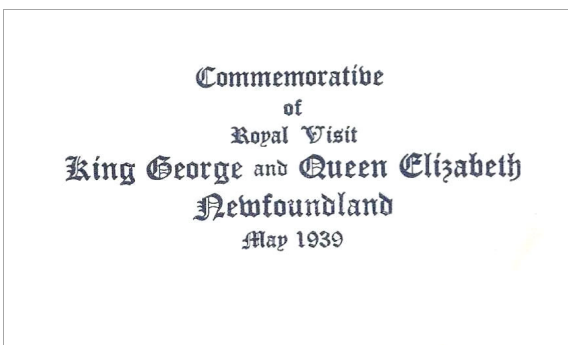 Commemorative
of
Royal Visit
King George and Queen Elizabeth
Newfoundland
May 1939